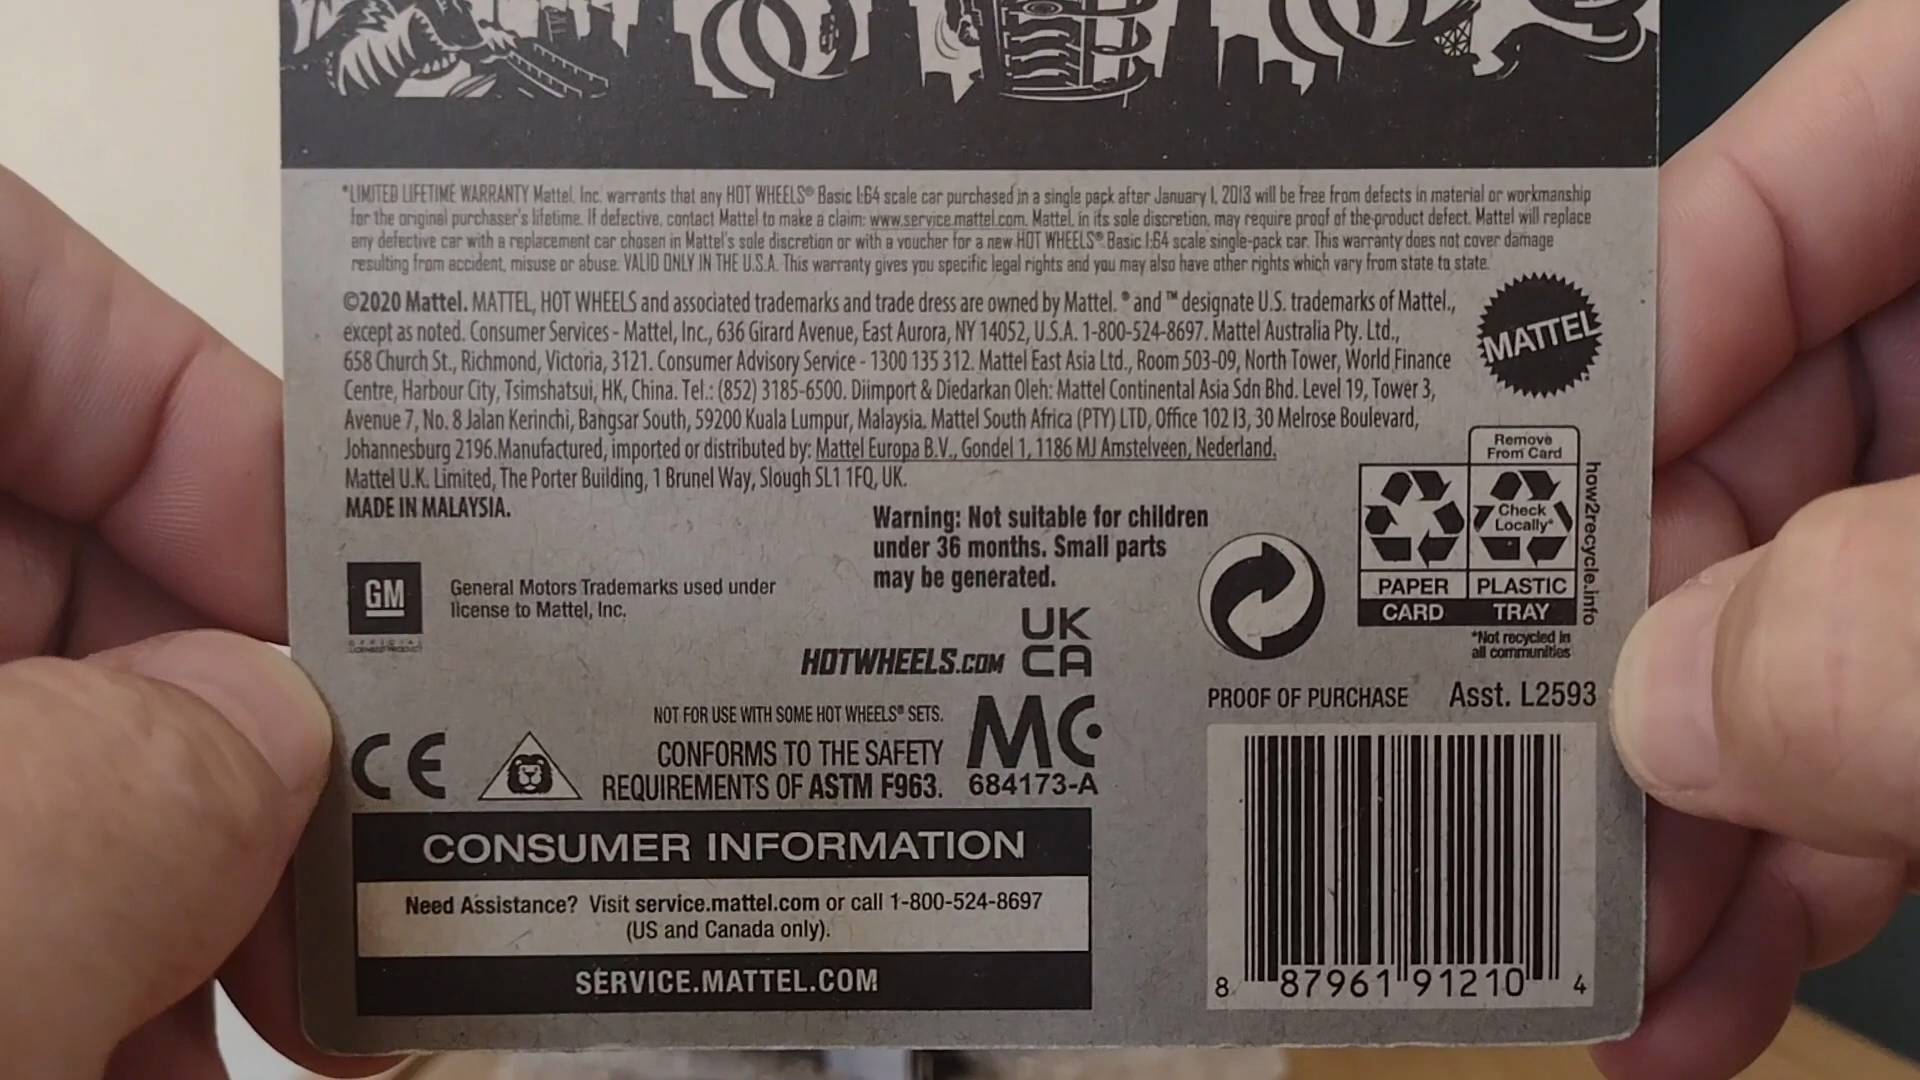 *LIMITED LIFETIME WARRANTY Mattel, Inc. warrants that any HOT WHEELS® Basic 1:64 scale car purchased in a single pack after January 1, 2013 will be free from defects in material or workmanship
for the original purchaser's lifetime. If defective, contact Mattel to make a claim: www.service.mattel.com. Mattel, in its sole discretion, may require proof of the product defect. Mattel will replace
any defective car with a replacement car chosen in Mattel's sole discretion or with a voucher for a new HOT WHEELS® Basic 1:64 scale single-pack car. This warranty does not cover damage
resulting from accident, misuse or abuse. VALID ONLY IN THE U.S.A. This warranty gives you specific legal rights and you may also have other rights which vary from state to state.
©2020 Mattel. MATTEL, HOT WHEELS and associated trademarks and trade dress are owned by Mattel. ® and ™ designate U.S. trademarks of Mattel.,
except as noted. Consumer Services - Mattel, Inc., 636 Girard Avenue, East Aurora, NY 14052, U.S.A. 1-800-524-8697. Mattel Australia Pty. Ltd.,
658 Church St., Richmond, Victoria, 3121. Consumer Advisory Service - 1300 135 312. Mattel East Asia Ltd., Room 503-09, North Tower, World Finance
Centre, Harbour City, Tsimshatsui, HK, China. Tel.: (852) 3185-6500. Diimport & Diedarkan Oleh: Mattel Continental Asia Sdn Bhd. Level 19, Tower 3,
Avenue 7, No. 8 Jalan Kerinchi, Bangsar South, 59200 Kuala Lumpur, Malaysia. Mattel South Africa (PTY) LTD, Office 102 I3, 30 Melrose Boulevard,
Johannesburg 2196.Manufactured, imported or distributed by: Mattel Europa B.V., Gondel 1, 1186 MJ Amstelveen, Nederland.
Mattel U.K. Limited, The Porter Building, 1 Brunel Way, Slough SL1 1FQ, UK.
MADE IN MALAYSIA.
MATTEL
Remove
From Card
Check
Locally*
PAPER
PLASTIC
CARD
TRAY
how2recycle.info
*Not recycled in
all communities
Warning: Not suitable for children
under 36 months. Small parts
may be generated.
GM
OFFICIAL
LICENSED PRODUCT
General Motors Trademarks used under
license to Mattel, Inc.
HOTWHEELS.COM
UK
CA
NOT FOR USE WITH SOME HOT WHEELS® SETS.
CE
CONFORMS TO THE SAFETY
REQUIREMENTS OF ASTM F963.
MC
684173-A
PROOF OF PURCHASE
Asst. L2593
8 87961 91210 4
CONSUMER INFORMATION
Need Assistance? Visit service.mattel.com or call 1-800-524-8697
(US and Canada only).
SERVICE.MATTEL.COM